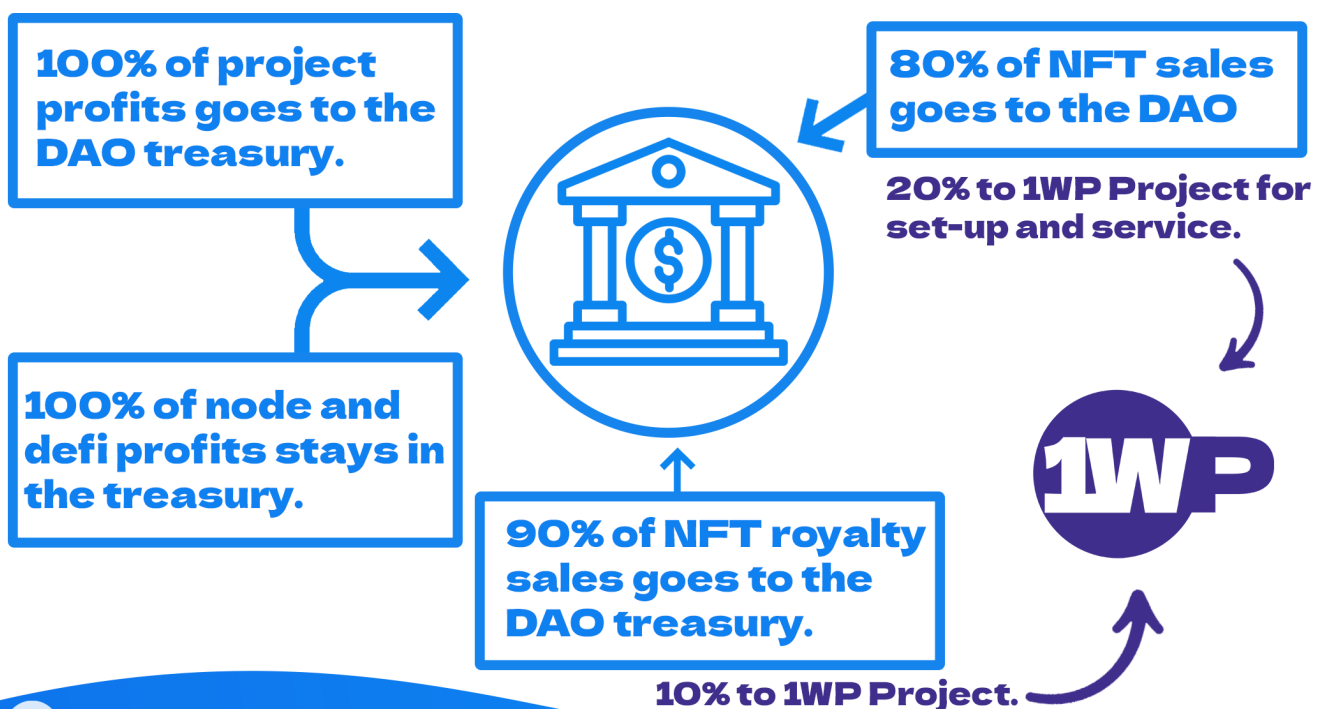 100% of project
profits goes to the
DAO treasury.
80% of NFT sales
goes to the DAO
20% to 1WP Project for
set-up and service.
$
100% of node and
defi profits stays in
the treasury.
1WP
90% of NFT royalty
sales goes to the
DAO treasury.
10% to 1WP Project.